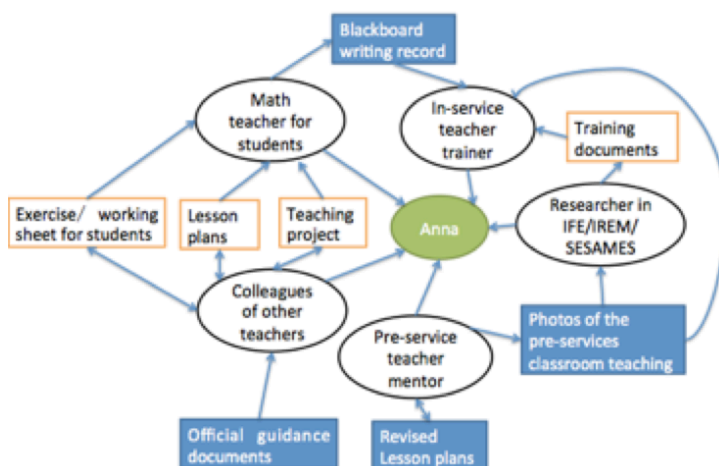 Blackboard
writing record
Math
teacher for
students
In-service
teacher
trainer
Training
documents
Exercise/ working
sheet for students
Lesson
plans
Teaching
project
Anna
Researcher in
IFE/IREM/
SESAMES
Colleagues
of other
teachers
Pre-service
teacher
mentor
Photos of the
pre-services
classroom teaching
Official guidance
documents
Revised
Lesson plans